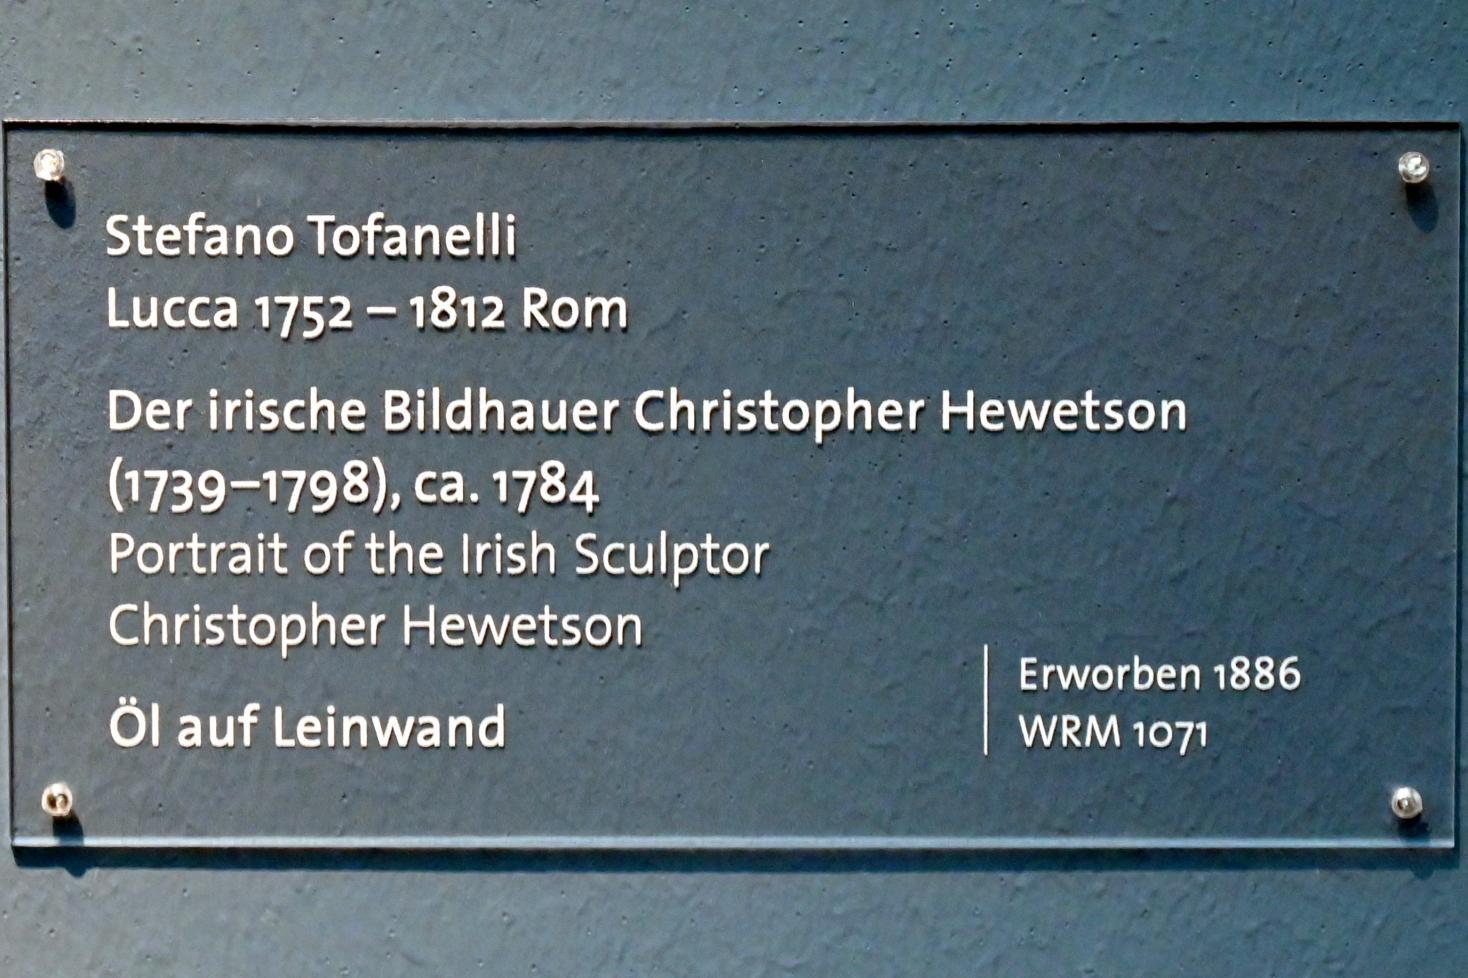 Stefano Tofanelli
Lucca 1752 – 1812 Rom
Der irische Bildhauer Christopher Hewetson
(1739–1798), ca. 1784
Portrait of the Irish Sculptor
Christopher Hewetson
Öl auf Leinwand
Erworben 1886
WRM 1071